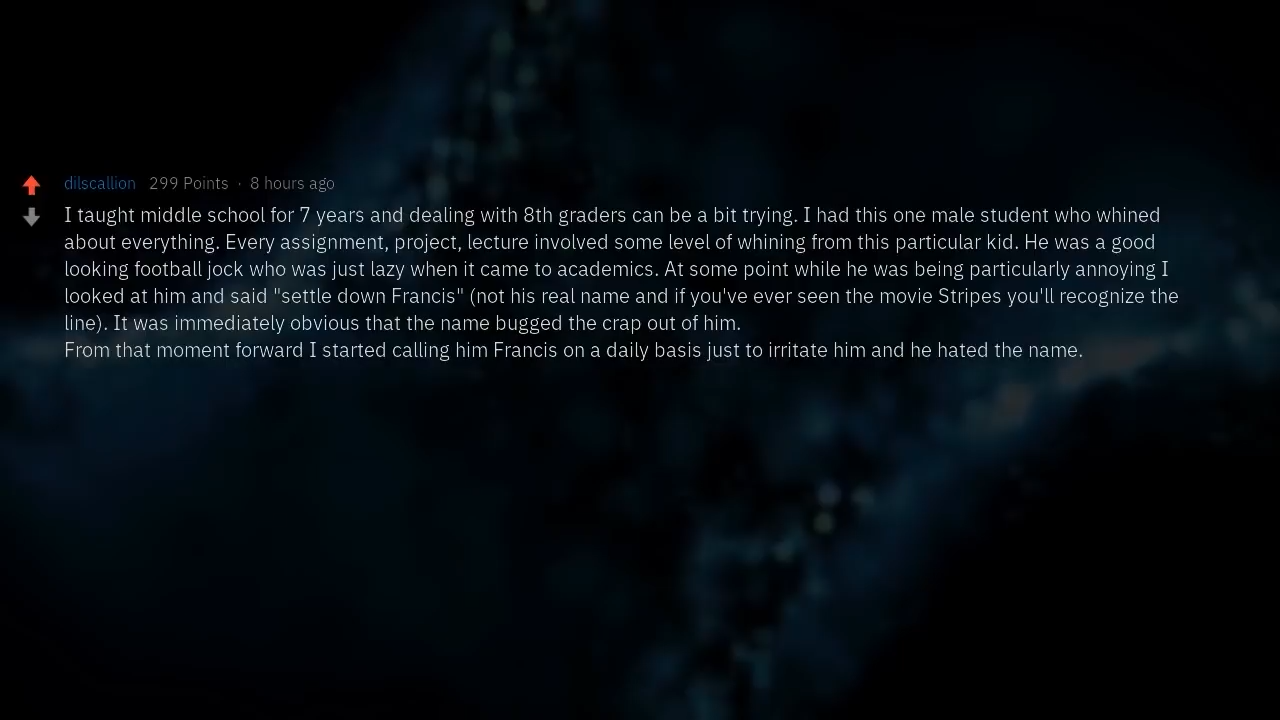 dilscallion 299 Points · 8 hours ago
I taught middle school for 7 years and dealing with 8th graders can be a bit trying. I had this one male student who whined
about everything. Every assignment, project, lecture involved some level of whining from this particular kid. He was a good
looking football jock who was just lazy when it came to academics. At some point while he was being particularly annoying I
looked at him and said "settle down Francis" (not his real name and if you've ever seen the movie Stripes you'll recognize the
line). It was immediately obvious that the name bugged the crap out of him.
From that moment forward I started calling him Francis on a daily basis just to irritate him and he hated the name.